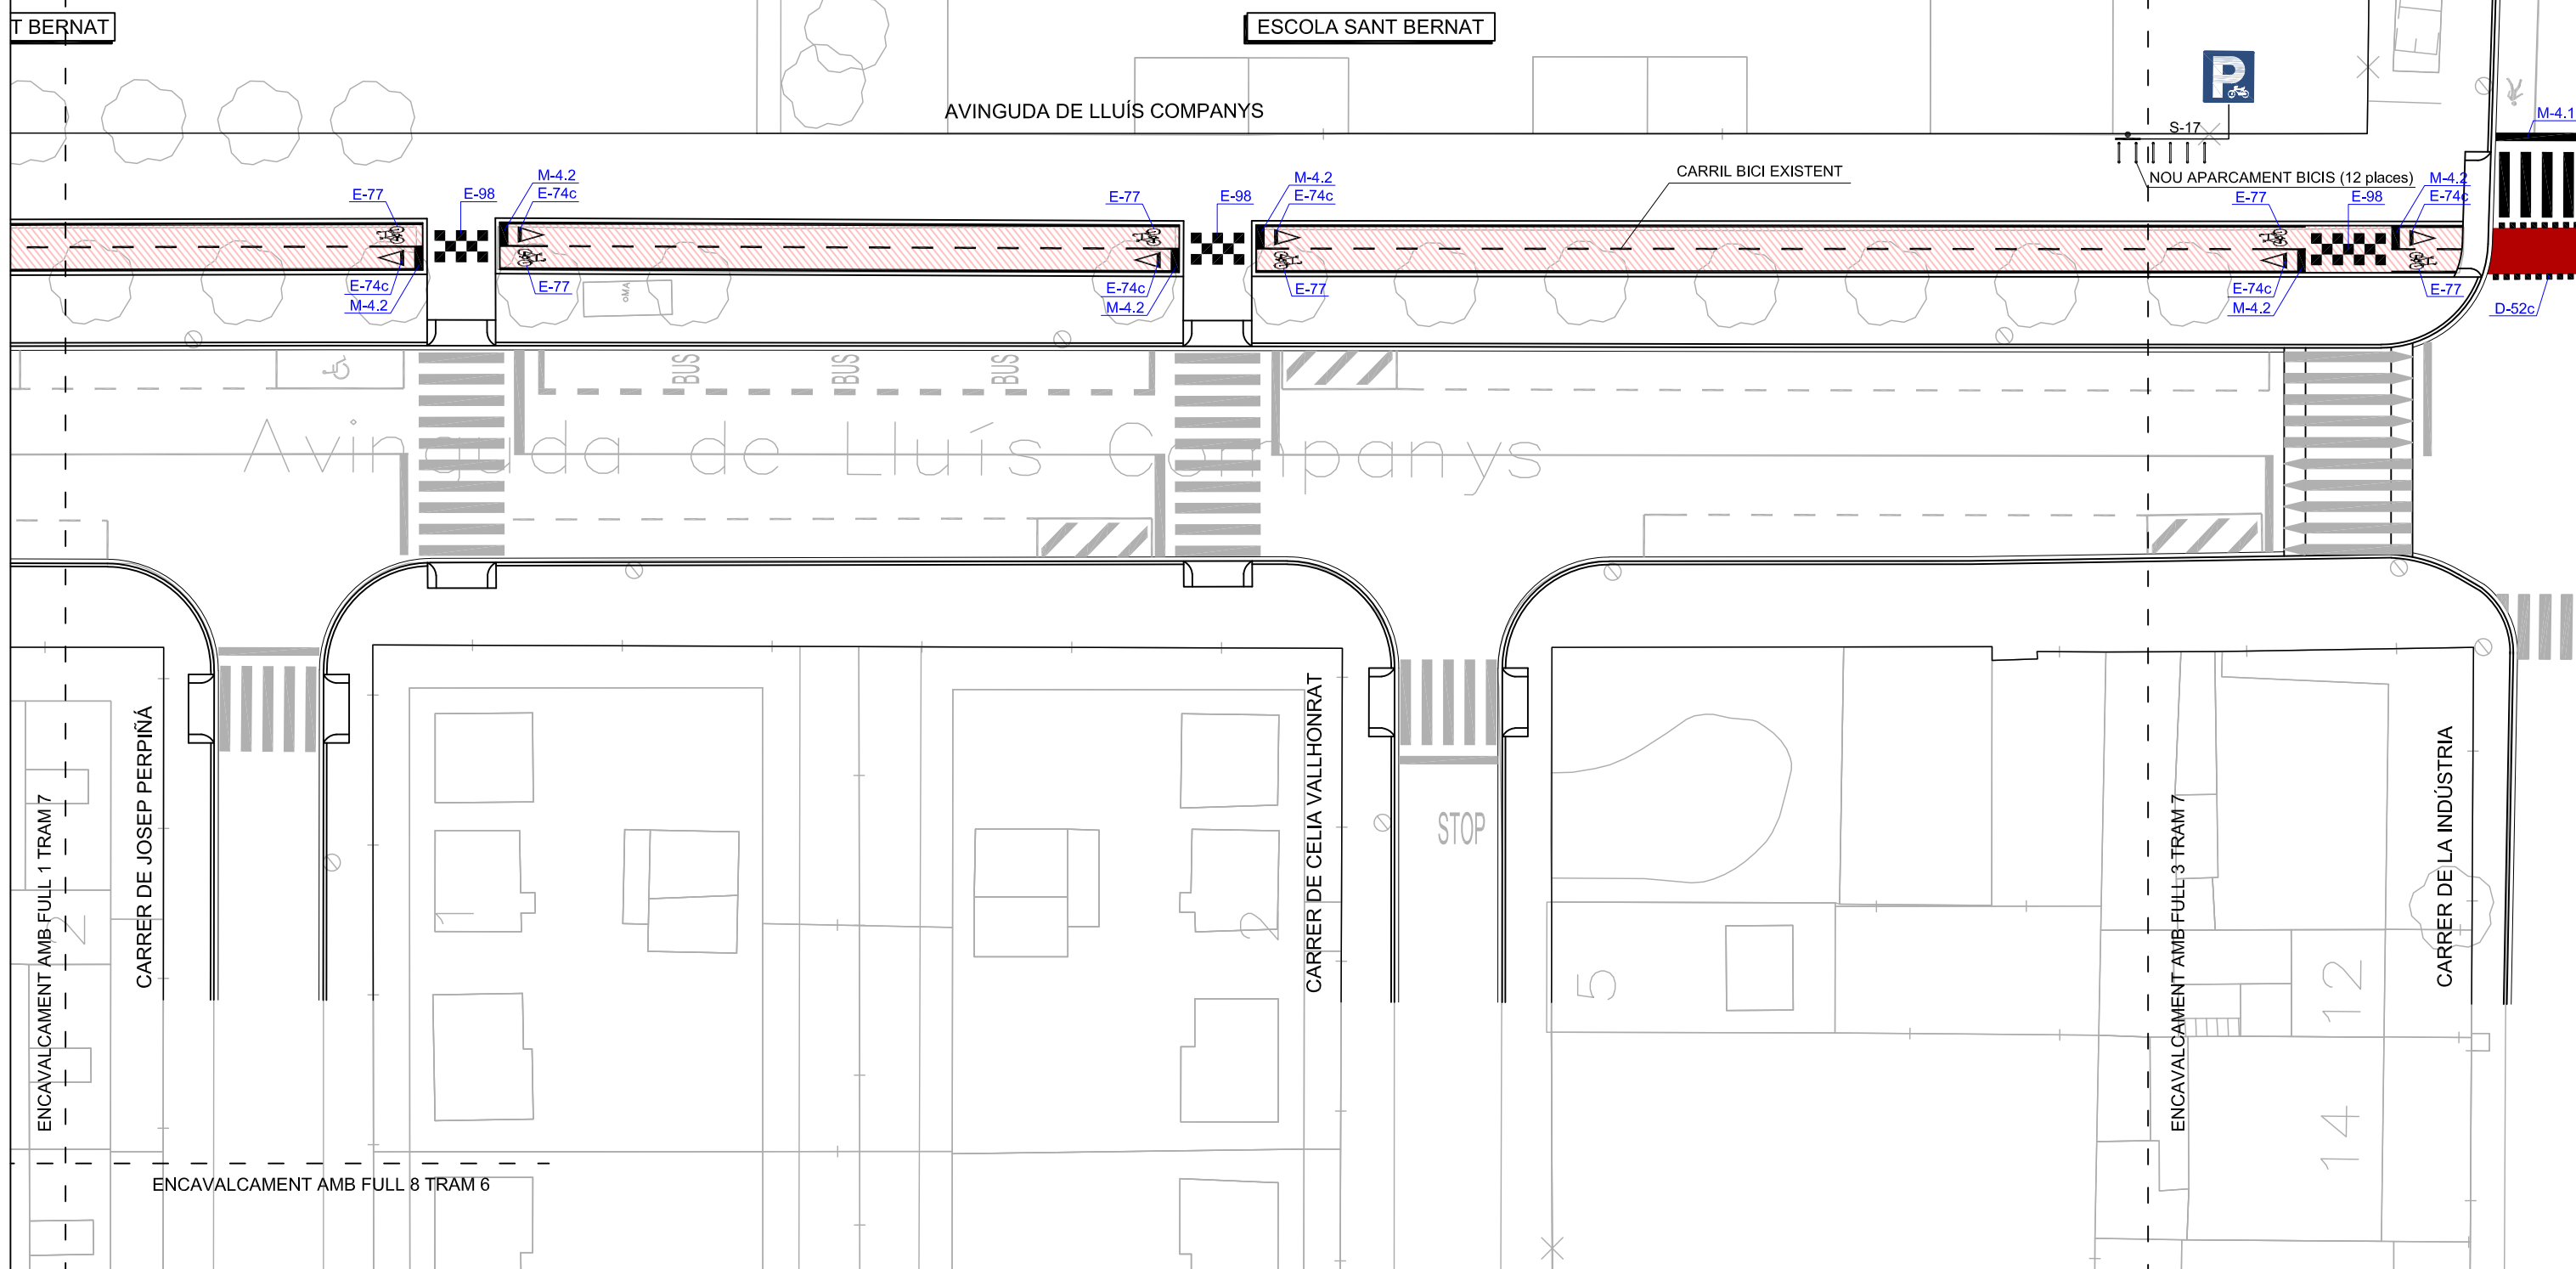 T BERNAT
ESCOLA SANT BERNAT
AVINGUDA DE LLUÍS COMPANYS
P
S-17
M-4.1
NOU APARCAMENT BICIS (12 places)
CARRIL BICI EXISTENT
E-77
E-98
M-4.2
E-74c
E-77
E-98
M-4.2
E-74c
E-77
E-98
M-4.2
E-74c
E-74c
M-4.2
E-77
E-74c
M-4.2
E-77
E-74c
M-4.2
E-77
D-52c
BUS
BUS
BUS
Avinguda de Lluís Companys
CARRER DE JOSEP PERPIÑÁ
CARRER DE CELIA VALLHONRAT
CARRER DE LA INDÚSTRIA
STOP
ENCAVALCAMENT AMB FULL 1 TRAM 7
ENCAVALCAMENT AMB FULL 3 TRAM 7
2
1
2
5
12
14
ENCAVALCAMENT AMB FULL 8 TRAM 6